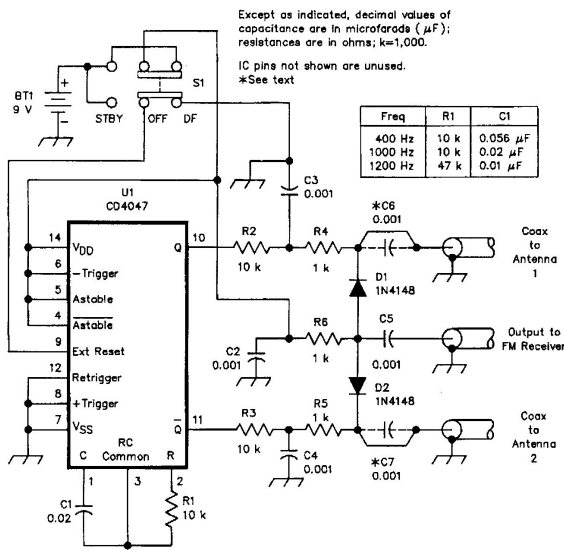 Except as indicated, decimal values of
capacitance are in microfarads (μF);
resistances are in ohms; k=1,000.
IC pins not shown are unused.
*See text
BT1
9 V
+
S1
STBY
OFF
DF
Freq R1 C1
400 Hz 10 k 0.056 μF
1000 Hz 10 k 0.02 μF
1200 Hz 47 k 0.01 μF
C3
0.001
U1
CD4047
14 VDD
6 -Trigger
5 Astable
4 Astable
9 Ext Reset
12 Retrigger
8 +Trigger
7 VSS
Q 10
Q 11
RC
C Common R
1 3 2
C1
0.02
R1
10 k
R2
10 k
R4
1 k
*C6
0.001
Coax
to
Antenna
1
D1
1N4148
C2
0.001
R6
1 k
C5
0.001
Output to
FM Receiver
D2
1N4148
R3
10 k
R5
1 k
C4
0.001
*C7
0.001
Coax
to
Antenna
2